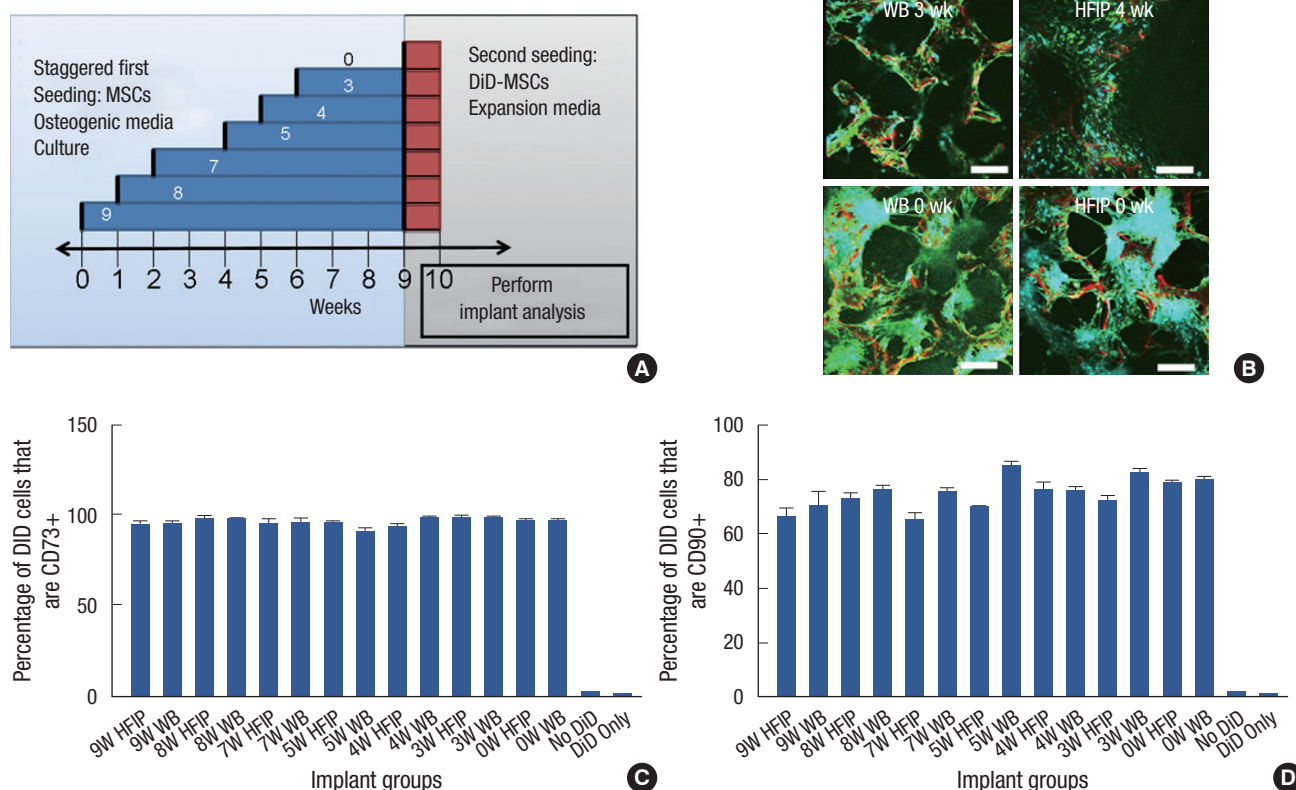 Staggered first
Seeding: MSCs
Osteogenic media
Culture
0
3
4
5
7
8
9
Second seeding:
DiD-MSCs
Expansion media
0 1 2 3 4 5 6 7 8 9 10
Weeks
Perform
implant analysis
A
WB 3 wk
HFIP 4 wk
WB 0 wk
HFIP 0 wk
B
Percentage of DID cells that
are CD73+
150
100
50
0
9W HFIP
9W WB
8W HFIP
8W WB
7W HFIP
7W WB
5W HFIP
5W WB
4W HFIP
4W WB
3W HFIP
3W WB
0W HFIP
0W WB
No DiD
DiD Only
Implant groups
C
Percentage of DID cells that
are CD90+
100
80
60
40
20
0
9W HFIP
9W WB
8W HFIP
8W WB
7W HFIP
7W WB
5W HFIP
5W WB
4W HFIP
4W WB
3W HFIP
3W WB
0W HFIP
0W WB
No DiD
DiD Only
Implant groups
D